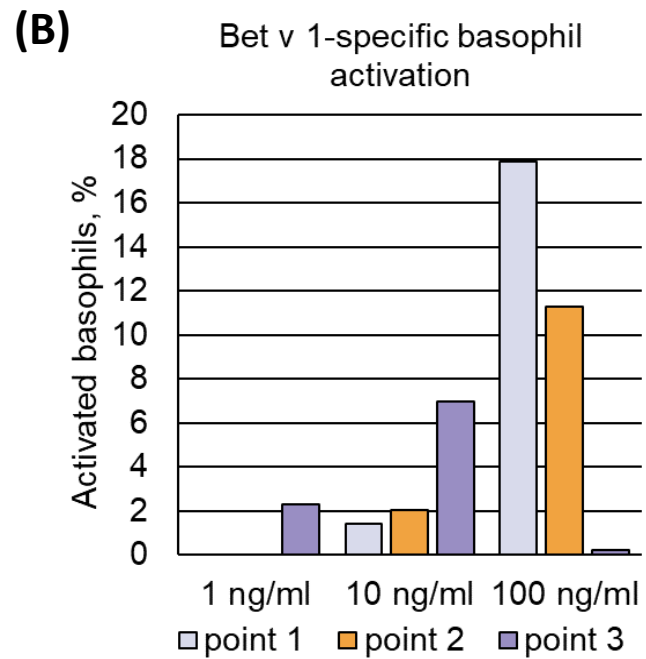 (B)
Bet v 1-specific basophil
activation
Activated basophils, %
20
18
16
14
12
10
8
6
4
2
0
1 ng/ml 10 ng/ml 100 ng/ml
point 1 point 2 point 3